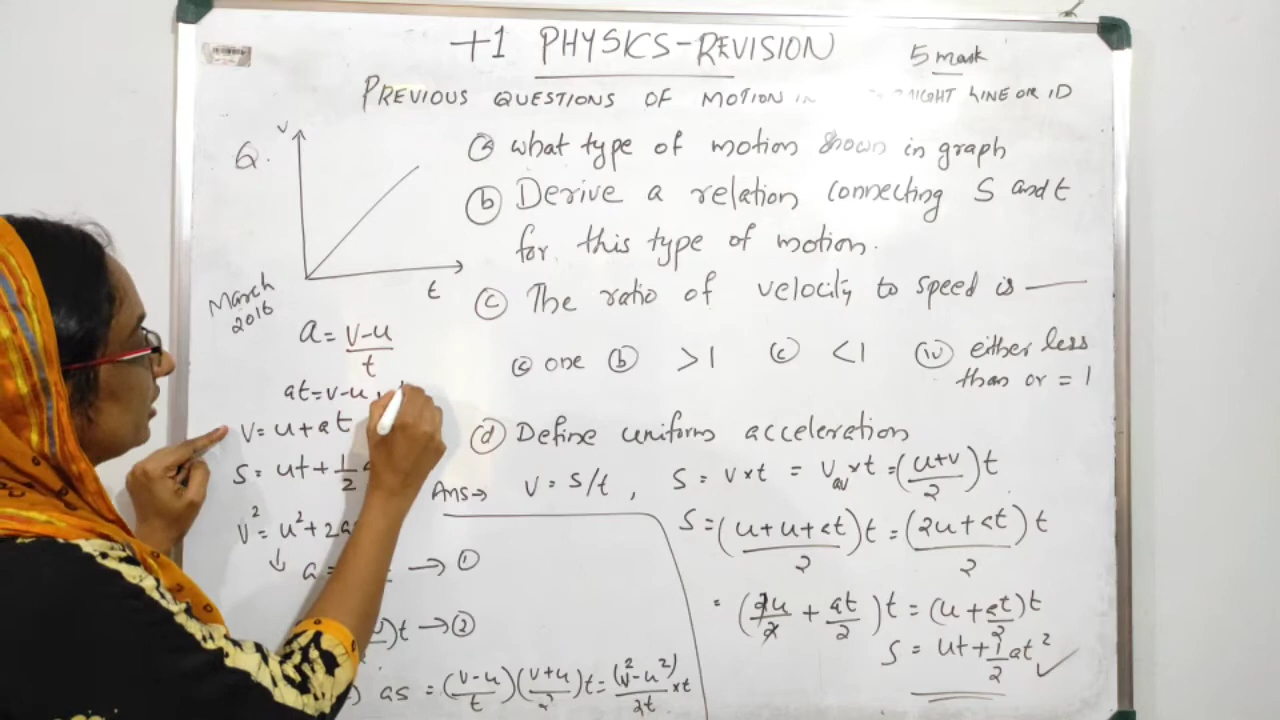 +1 PHYSICS-REVISION
5 mark
PREVIOUS QUESTIONS OF MOTION IN LINE OR 1D
Q.
V
t
March
2016
ⓐ what type of motion shown in graph
ⓑ Derive a relation connecting S and t
for this type of motion.
ⓒ The ratio of velocity to speed is ——
ⓐ one ⓑ >1 ⓒ <1 ⓘⓥ either less
than or = 1
ⓓ Define uniform acceleration
a = (v-u)/t
at = v-u
v = u+at
s = ut+1/2
v² = u²+2as
↓
a = → ①
)t → ②
as = ((v-u)/t)((v+u)/2)t = (v²-u²)/2t ×t
Ans→ v = s/t , S = v×t = Vav×t = ((u+v)/2)t
S = ((u+u+at)/2)t = ((2u+at)/2)t
= (2u/2 + at/2)t = (u+at/2)t
S = ut+1/2at² ✓